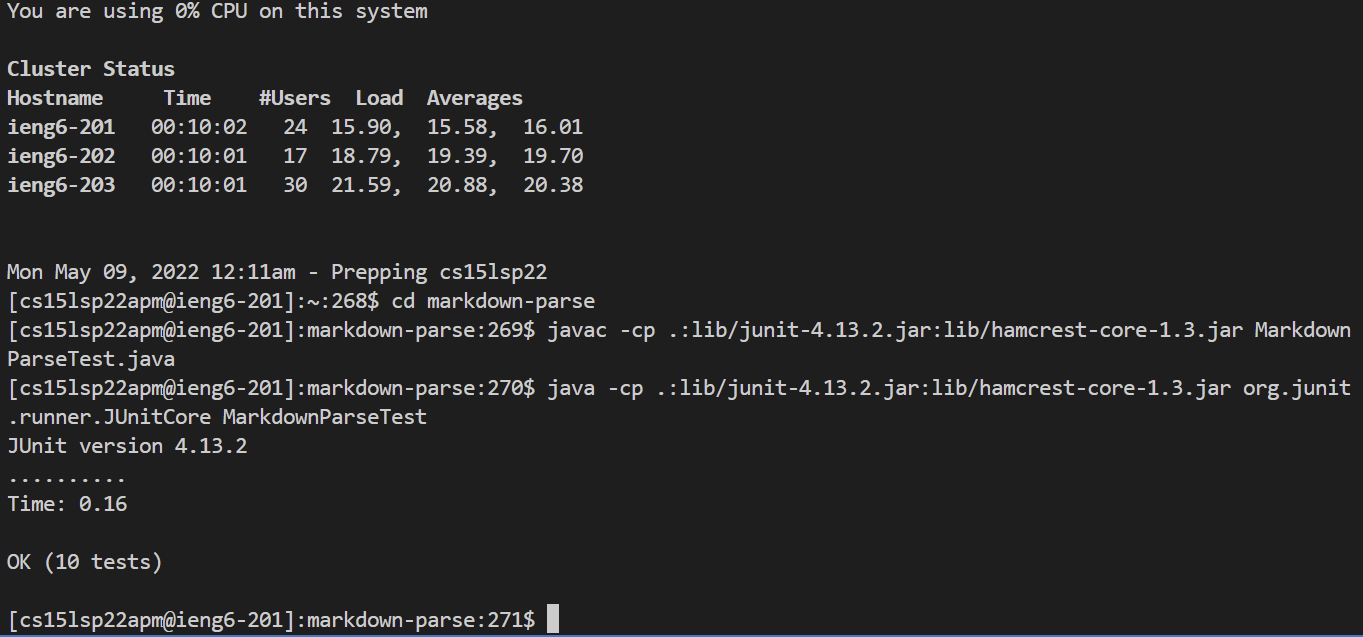 You are using 0% CPU on this system
Cluster Status
Hostname     Time    #Users  Load  Averages
ieng6-201   00:10:02   24  15.90,  15.58,  16.01
ieng6-202   00:10:01   17  18.79,  19.39,  19.70
ieng6-203   00:10:01   30  21.59,  20.88,  20.38
Mon May 09, 2022 12:11am - Prepping cs15lsp22
[cs15lsp22apm@ieng6-201]:~:268$ cd markdown-parse
[cs15lsp22apm@ieng6-201]:markdown-parse:269$ javac -cp .:lib/junit-4.13.2.jar:lib/hamcrest-core-1.3.jar Markdown
ParseTest.java
[cs15lsp22apm@ieng6-201]:markdown-parse:270$ java -cp .:lib/junit-4.13.2.jar:lib/hamcrest-core-1.3.jar org.junit
.runner.JUnitCore MarkdownParseTest
JUnit version 4.13.2
..........
Time: 0.16
OK (10 tests)
[cs15lsp22apm@ieng6-201]:markdown-parse:271$